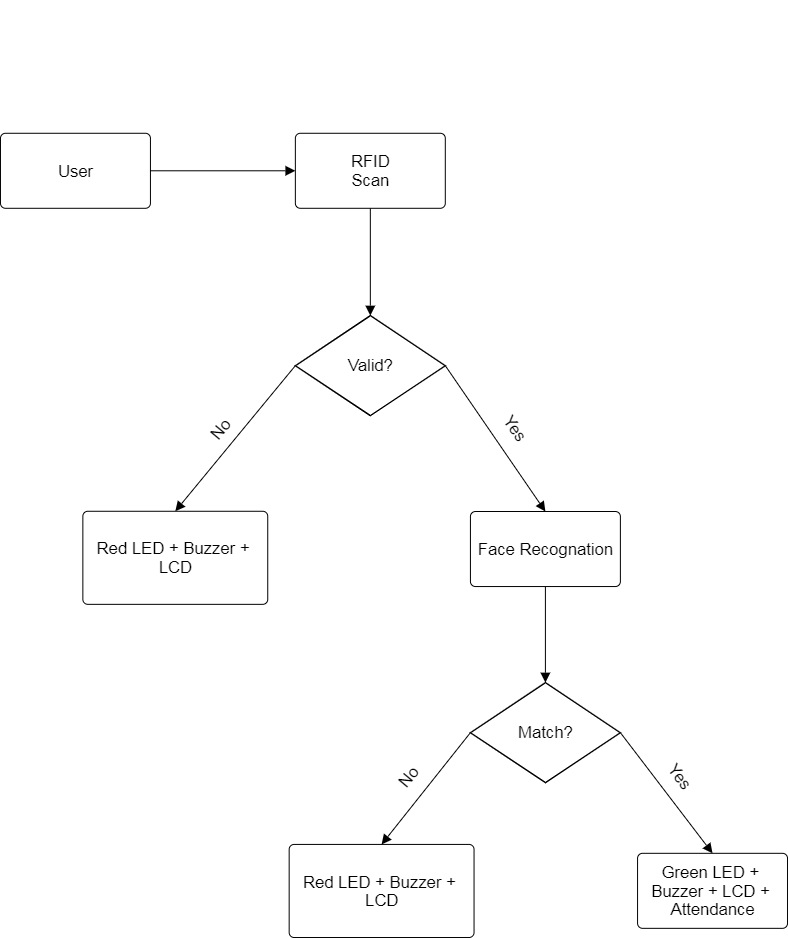 User
RFID
Scan
Valid?
No
Yes
Red LED + Buzzer +
LCD
Face Recognation
Match?
No
Yes
Red LED + Buzzer +
LCD
Green LED +
Buzzer + LCD +
Attendance